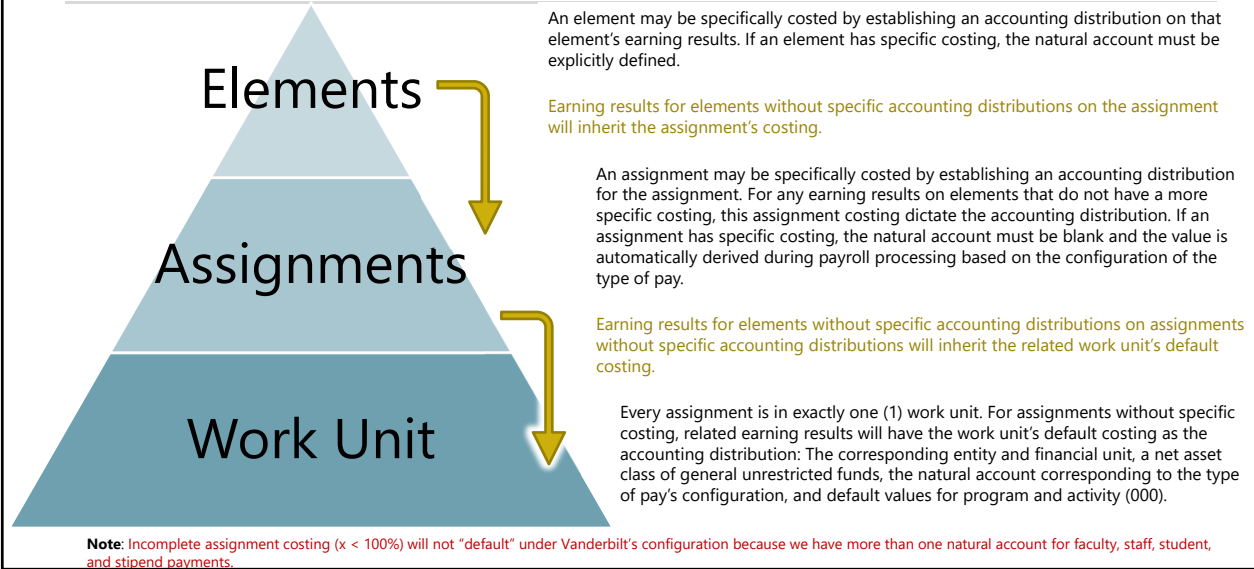 An element may be specifically costed by establishing an accounting distribution on that
element's earning results. If an element has specific costing, the natural account must be
explicitly defined.
Elements
Earning results for elements without specific accounting distributions on the assignment
will inherit the assignment's costing.
An assignment may be specifically costed by establishing an accounting distribution
for the assignment. For any earning results on elements that do not have a more
specific costing, this assignment costing dictate the accounting distribution. If an
assignment has specific costing, the natural account must be blank and the value is
automatically derived during payroll processing based on the configuration of the
type of pay.
Assignments
Earning results for elements without specific accounting distributions on assignments
without specific accounting distributions will inherit the related work unit's default
costing.
Work Unit
Every assignment is in exactly one (1) work unit. For assignments without specific
costing, related earning results will have the work unit's default costing as the
accounting distribution: The corresponding entity and financial unit, a net asset
class of general unrestricted funds, the natural account corresponding to the type
of pay's configuration, and default values for program and activity (000).
Note: Incomplete assignment costing (x < 100%) will not "default" under Vanderbilt's configuration because we have more than one natural account for faculty, staff, student,
and stipend payments.